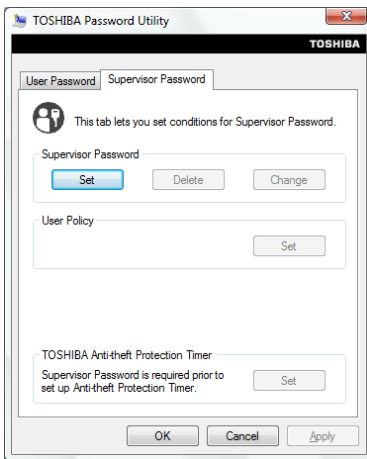 TOSHIBA Password Utility
TOSHIBA
User Password Supervisor Password
This tab lets you set conditions for Supervisor Password.
Supervisor Password
Set Delete Change
User Policy
Set
TOSHIBA Anti-theft Protection Timer
Supervisor Password is required prior to
set up Anti-theft Protection Timer.
Set
OK Cancel Apply